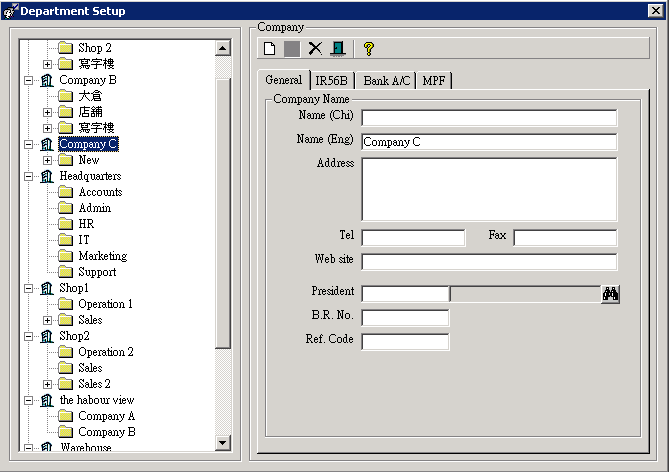 Department Setup
Shop 2
寫字樓
Company B
大倉
店舖
寫字樓
Company C
New
Headquarters
Accounts
Admin
HR
IT
Marketing
Support
Shop1
Operation 1
Sales
Shop2
Operation 2
Sales
Sales 2
the habour view
Company A
Company B
Warehouse
Company
General IR56B Bank A/C MPF
Company Name
Name (Chi)
Name (Eng) Company C
Address
Tel Fax
Web site
President
B.R. No.
Ref. Code